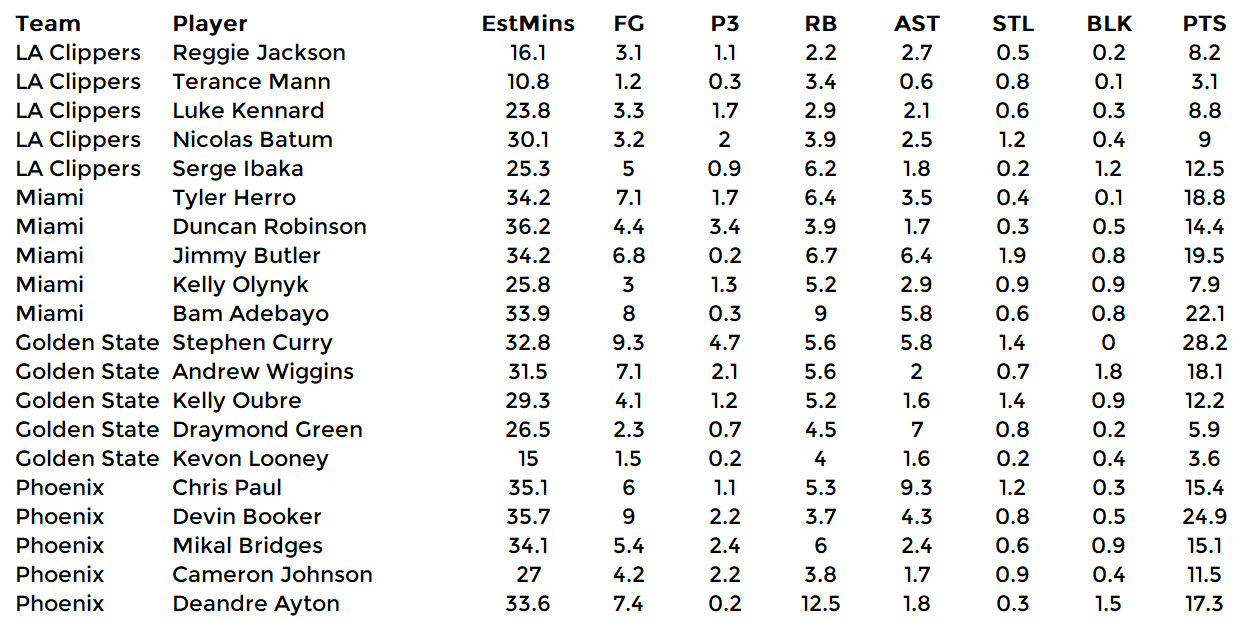 Team Player EstMins FG P3 RB AST STL BLK PTS
LA Clippers Reggie Jackson 16.1 3.1 1.1 2.2 2.7 0.5 0.2 8.2
LA Clippers Terance Mann 10.8 1.2 0.3 3.4 0.6 0.8 0.1 3.1
LA Clippers Luke Kennard 23.8 3.3 1.7 2.9 2.1 0.6 0.3 8.8
LA Clippers Nicolas Batum 30.1 3.2 2 3.9 2.5 1.2 0.4 9
LA Clippers Serge Ibaka 25.3 5 0.9 6.2 1.8 0.2 1.2 12.5
Miami Tyler Herro 34.2 7.1 1.7 6.4 3.5 0.4 0.1 18.8
Miami Duncan Robinson 36.2 4.4 3.4 3.9 1.7 0.3 0.5 14.4
Miami Jimmy Butler 34.2 6.8 0.2 6.7 6.4 1.9 0.8 19.5
Miami Kelly Olynyk 25.8 3 1.3 5.2 2.9 0.9 0.9 7.9
Miami Bam Adebayo 33.9 8 0.3 9 5.8 0.6 0.8 22.1
Golden State Stephen Curry 32.8 9.3 4.7 5.6 5.8 1.4 0 28.2
Golden State Andrew Wiggins 31.5 7.1 2.1 5.6 2 0.7 1.8 18.1
Golden State Kelly Oubre 29.3 4.1 1.2 5.2 1.6 1.4 0.9 12.2
Golden State Draymond Green 26.5 2.3 0.7 4.5 7 0.8 0.2 5.9
Golden State Kevon Looney 15 1.5 0.2 4 1.6 0.2 0.4 3.6
Phoenix Chris Paul 35.1 6 1.1 5.3 9.3 1.2 0.3 15.4
Phoenix Devin Booker 35.7 9 2.2 3.7 4.3 0.8 0.5 24.9
Phoenix Mikal Bridges 34.1 5.4 2.4 6 2.4 0.6 0.9 15.1
Phoenix Cameron Johnson 27 4.2 2.2 3.8 1.7 0.9 0.4 11.5
Phoenix Deandre Ayton 33.6 7.4 0.2 12.5 1.8 0.3 1.5 17.3